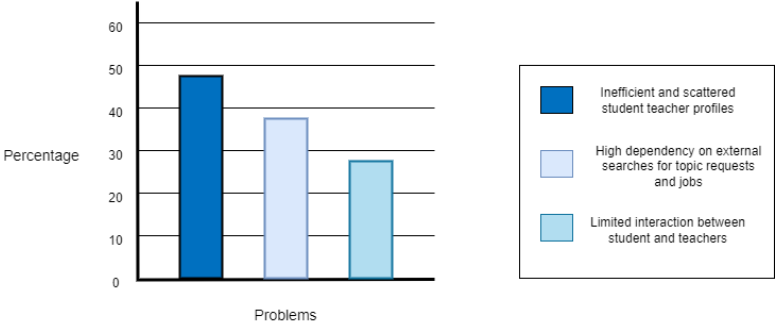 60
50
40
30
20
10
0
Percentage
Problems
Inefficient and scattered
student teacher profiles
High dependency on external
searches for topic requests
and jobs
Limited interaction between
student and teachers